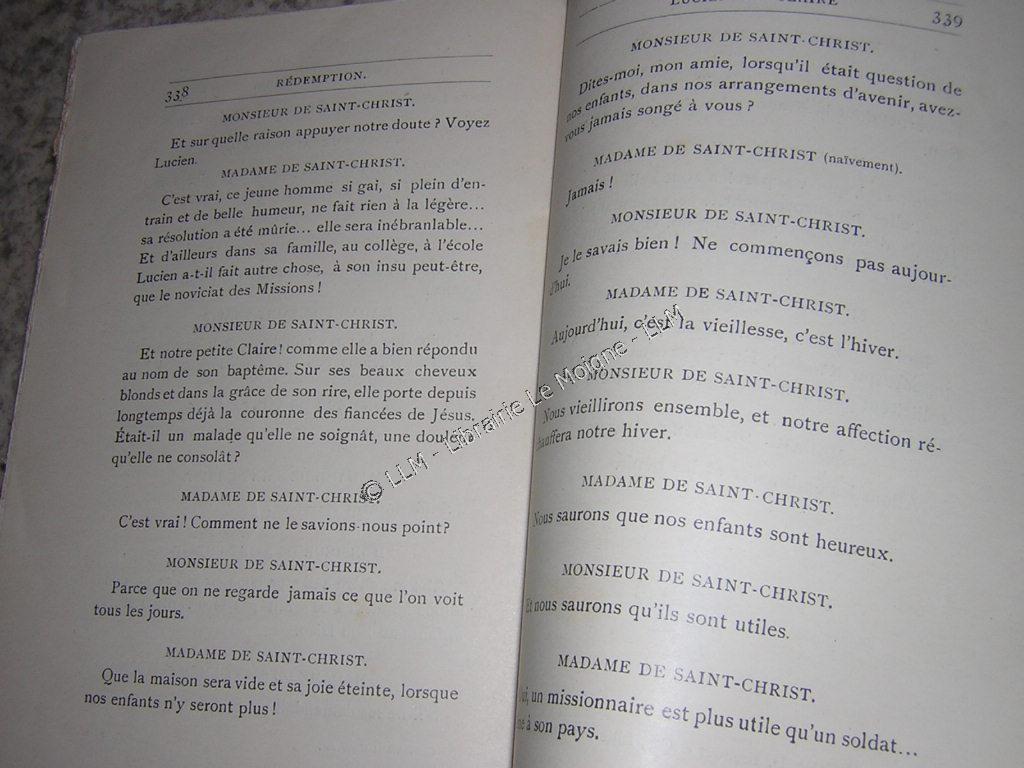 338
RÉDEMPTION.
MONSIEUR DE SAINT-CHRIST.
Et sur quelle raison appuyer notre doute ? Voyez
Lucien.
MADAME DE SAINT-CHRIST.
C'est vrai, ce jeune homme si gai, si plein d'en-
train et de belle humeur, ne fait rien à la légère...
sa résolution a été mûrie... elle sera inébranlable...
Et d'ailleurs dans sa famille, au collège, à l'école
Lucien a-t-il fait autre chose, à son insu peut-être,
que le noviciat des Missions !
MONSIEUR DE SAINT-CHRIST.
Et notre petite Claire ! comme elle a bien répondu
au nom de son baptême. Sur ses beaux cheveux
blonds et dans la grâce de son rire, elle porte depuis
longtemps déjà la couronne des fiancées de Jésus.
Était-il un malade qu'elle ne soignât, une douleur
qu'elle ne consolât ?
MADAME DE SAINT-CHRIST.
C'est vrai ! Comment ne le savions-nous point ?
MONSIEUR DE SAINT-CHRIST.
Parce que on ne regarde jamais ce que l'on voit
tous les jours.
MADAME DE SAINT-CHRIST.
Que la maison sera vide et sa joie éteinte, lorsque
nos enfants n'y seront plus !
339
MONSIEUR DE SAINT-CHRIST.
Dites-moi, mon amie, lorsqu'il était question de
nos enfants, dans nos arrangements d'avenir, avez-
vous jamais songé à vous ?
MADAME DE SAINT-CHRIST (naïvement).
Jamais !
MONSIEUR DE SAINT-CHRIST.
Je le savais bien ! Ne commençons pas aujour-
d'hui.
MADAME DE SAINT-CHRIST.
Aujourd'hui, c'est la vieillesse, c'est l'hiver.
MONSIEUR DE SAINT-CHRIST.
Nous vieillirons ensemble, et notre affection ré-
chauffera notre hiver.
MADAME DE SAINT-CHRIST.
Nous saurons que nos enfants sont heureux.
MONSIEUR DE SAINT-CHRIST.
Et nous saurons qu'ils sont utiles.
MADAME DE SAINT-CHRIST.
un missionnaire est plus utile qu'un soldat...
à son pays.
© LLM - Librairie Le Moigne - LLM